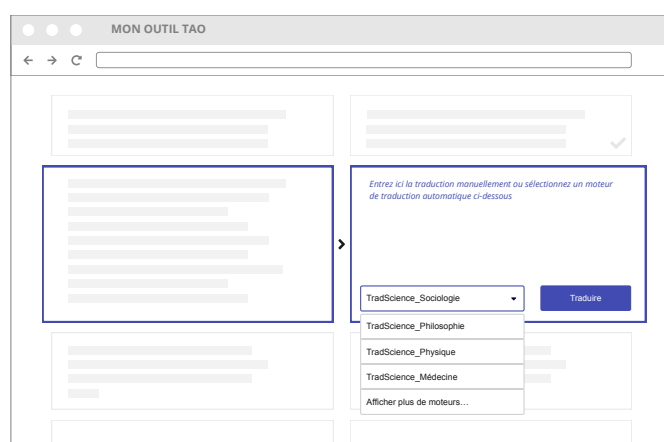 MON OUTIL TAO
Entrez ici la traduction manuellement ou sélectionnez un moteur
de traduction automatique ci-dessous
TradScience_Sociologie
Traduire
TradScience_Philosophie
TradScience_Physique
TradScience_Médecine
Afficher plus de moteurs…